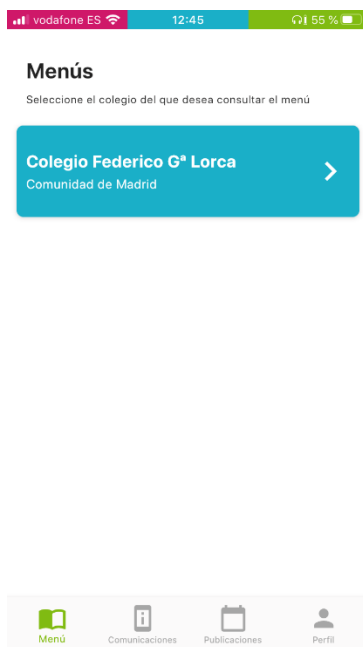 vodafone ES 12:45 55 %
Menús
Seleccione el colegio del que desea consultar el menú
Colegio Federico Gª Lorca
Comunidad de Madrid
Menú Comunicaciones Publicaciones Perfil